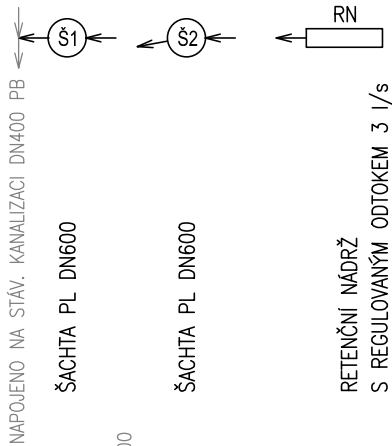 Š1
Š2
RN
NAPOJENO NA STÁV. KANALIZACI DN400 PB
ŠACHTA PL DN600
ŠACHTA PL DN600
RETENČNÍ NÁDRŽ
S REGULOVANÝM ODTOKEM 3 l/s